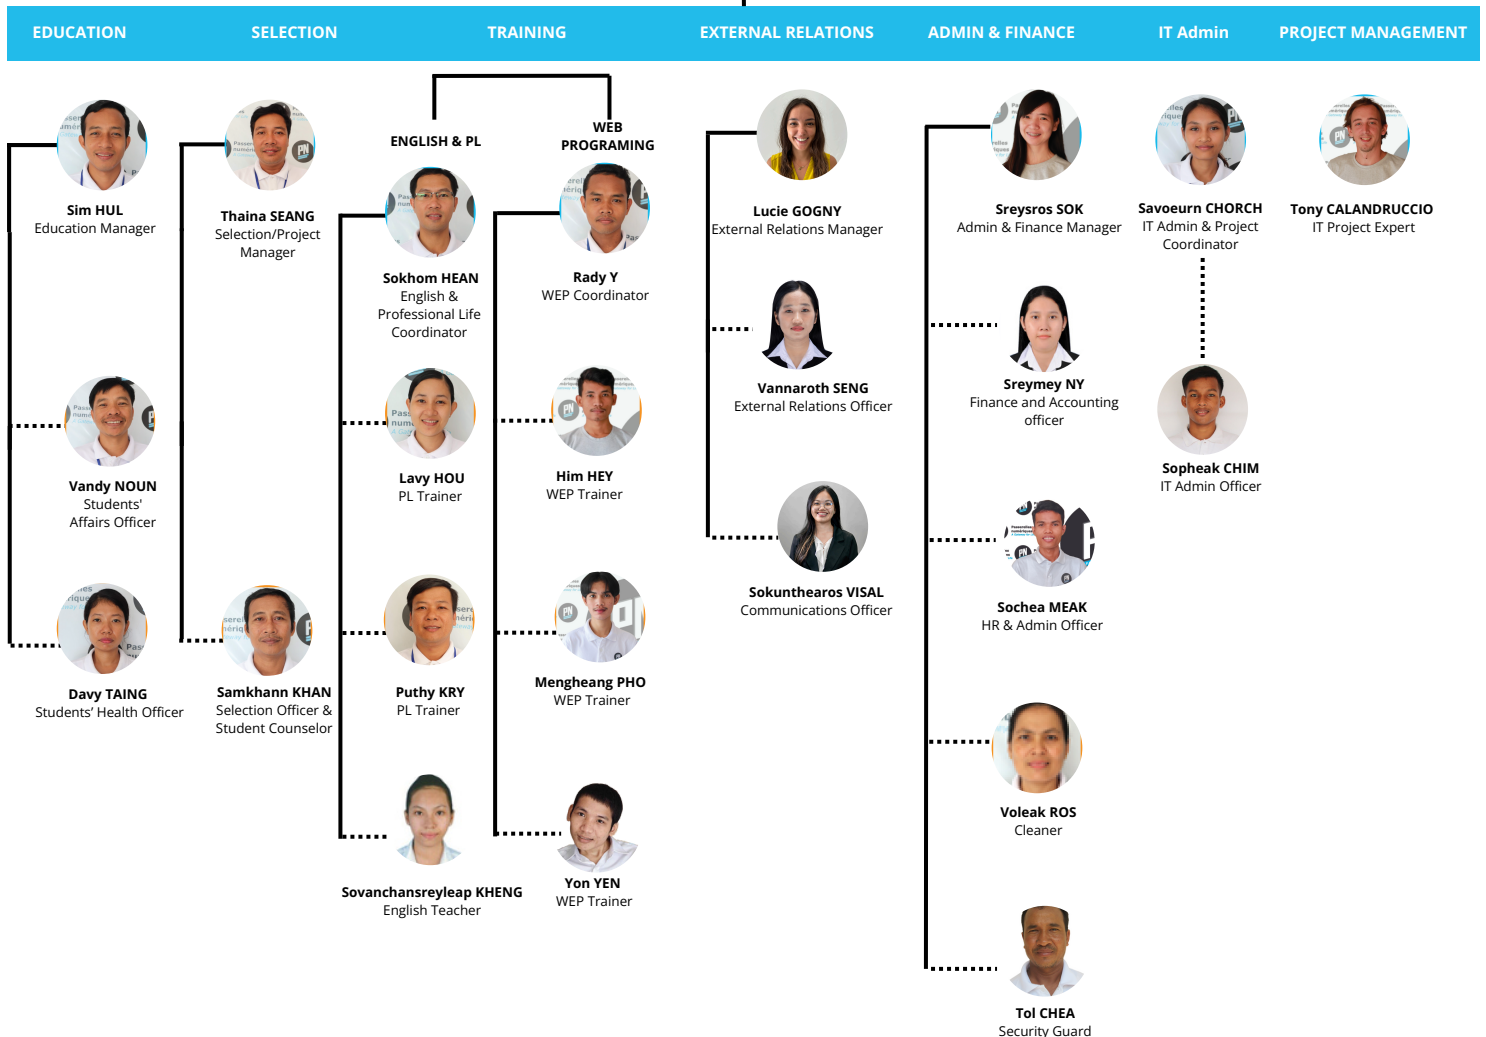 EDUCATION
SELECTION
TRAINING
EXTERNAL RELATIONS
ADMIN & FINANCE
IT Admin
PROJECT MANAGEMENT
Sim HUL
Education Manager
Vandy NOUN
Students'
Affairs Officer
Davy TAING
Students’ Health Officer
Thaina SEANG
Selection/Project
Manager
Samkhann KHAN
Selection Officer &
Student Counselor
ENGLISH & PL
Sokhom HEAN
English &
Professional Life
Coordinator
Lavy HOU
PL Trainer
Puthy KRY
PL Trainer
Sovanchansreyleap KHENG
English Teacher
WEB
PROGRAMING
Rady Y
WEP Coordinator
Him HEY
WEP Trainer
Mengheang PHO
WEP Trainer
Yon YEN
WEP Trainer
Lucie GOGNY
External Relations Manager
Vannaroth SENG
External Relations Officer
Sokunthearos VISAL
Communications Officer
Sreysros SOK
Admin & Finance Manager
Sreymey NY
Finance and Accounting
officer
Sochea MEAK
HR & Admin Officer
Voleak ROS
Cleaner
Tol CHEA
Security Guard
Savoeurn CHORCH
IT Admin & Project
Coordinator
Sopheak CHIM
IT Admin Officer
Tony CALANDRUCCIO
IT Project Expert